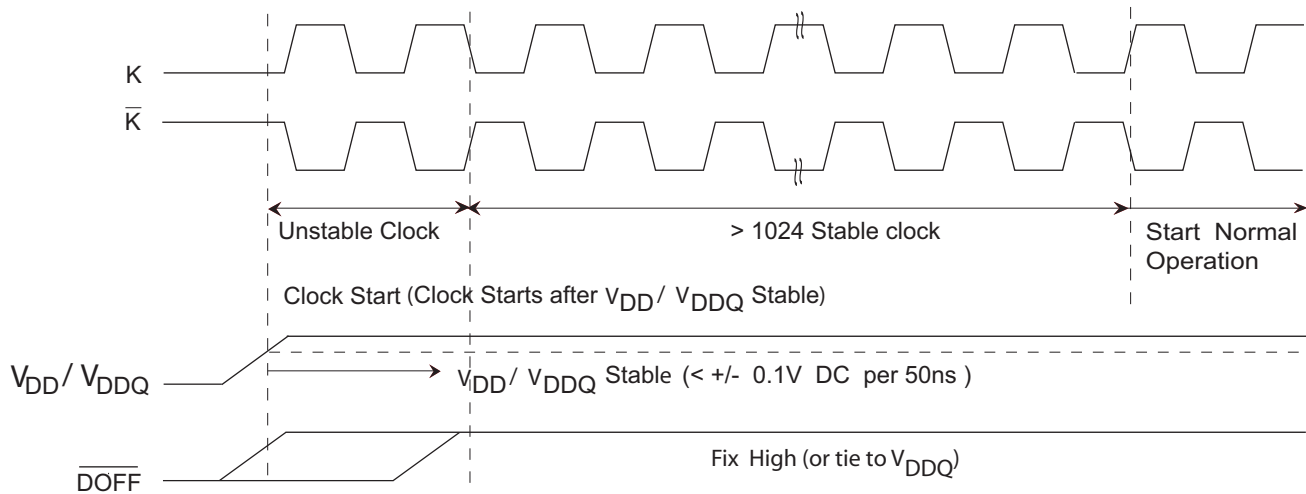 K
K̅
Unstable Clock
> 1024 Stable clock
Start Normal
Operation
Clock Start (Clock Starts after VDD / VDDQ Stable)
VDD / VDDQ
VDD / VDDQ Stable (< +/- 0.1V DC per 50ns )
D̅O̅F̅F̅
Fix High (or tie to VDDQ)